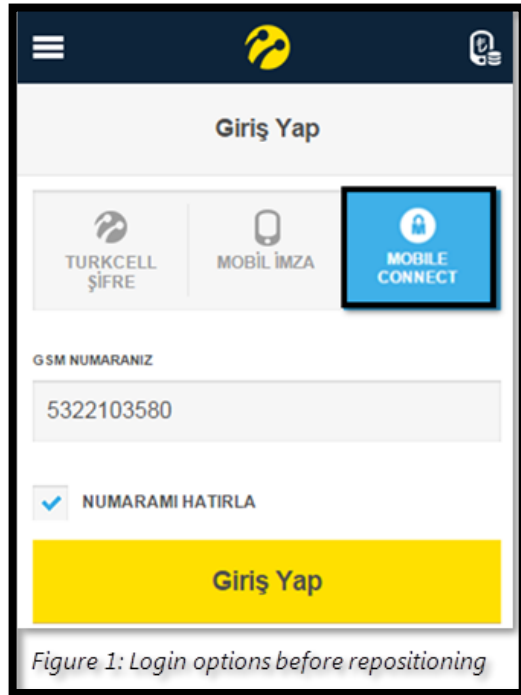 Giriş Yap
TURKCELL
ŞİFRE
MOBİL İMZA
MOBILE
CONNECT
GSM NUMARANIZ
5322103580
NUMARAMI HATIRLA
Giriş Yap
Figure 1: Login options before repositioning